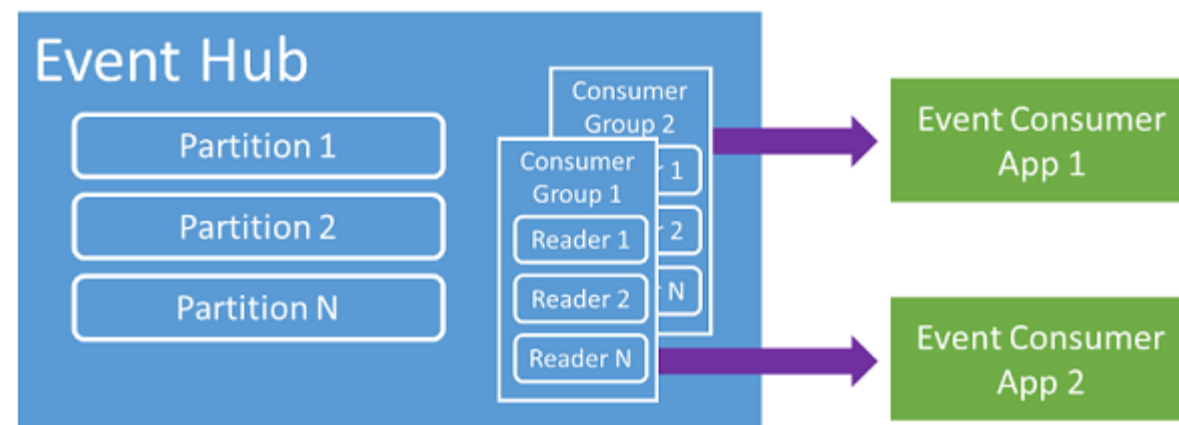 Event Hub
Partition 1
Partition 2
Partition N
Consumer
Group 2
1
2
N
Consumer
Group 1
Reader 1
Reader 2
Reader N
Event Consumer
App 1
Event Consumer
App 2